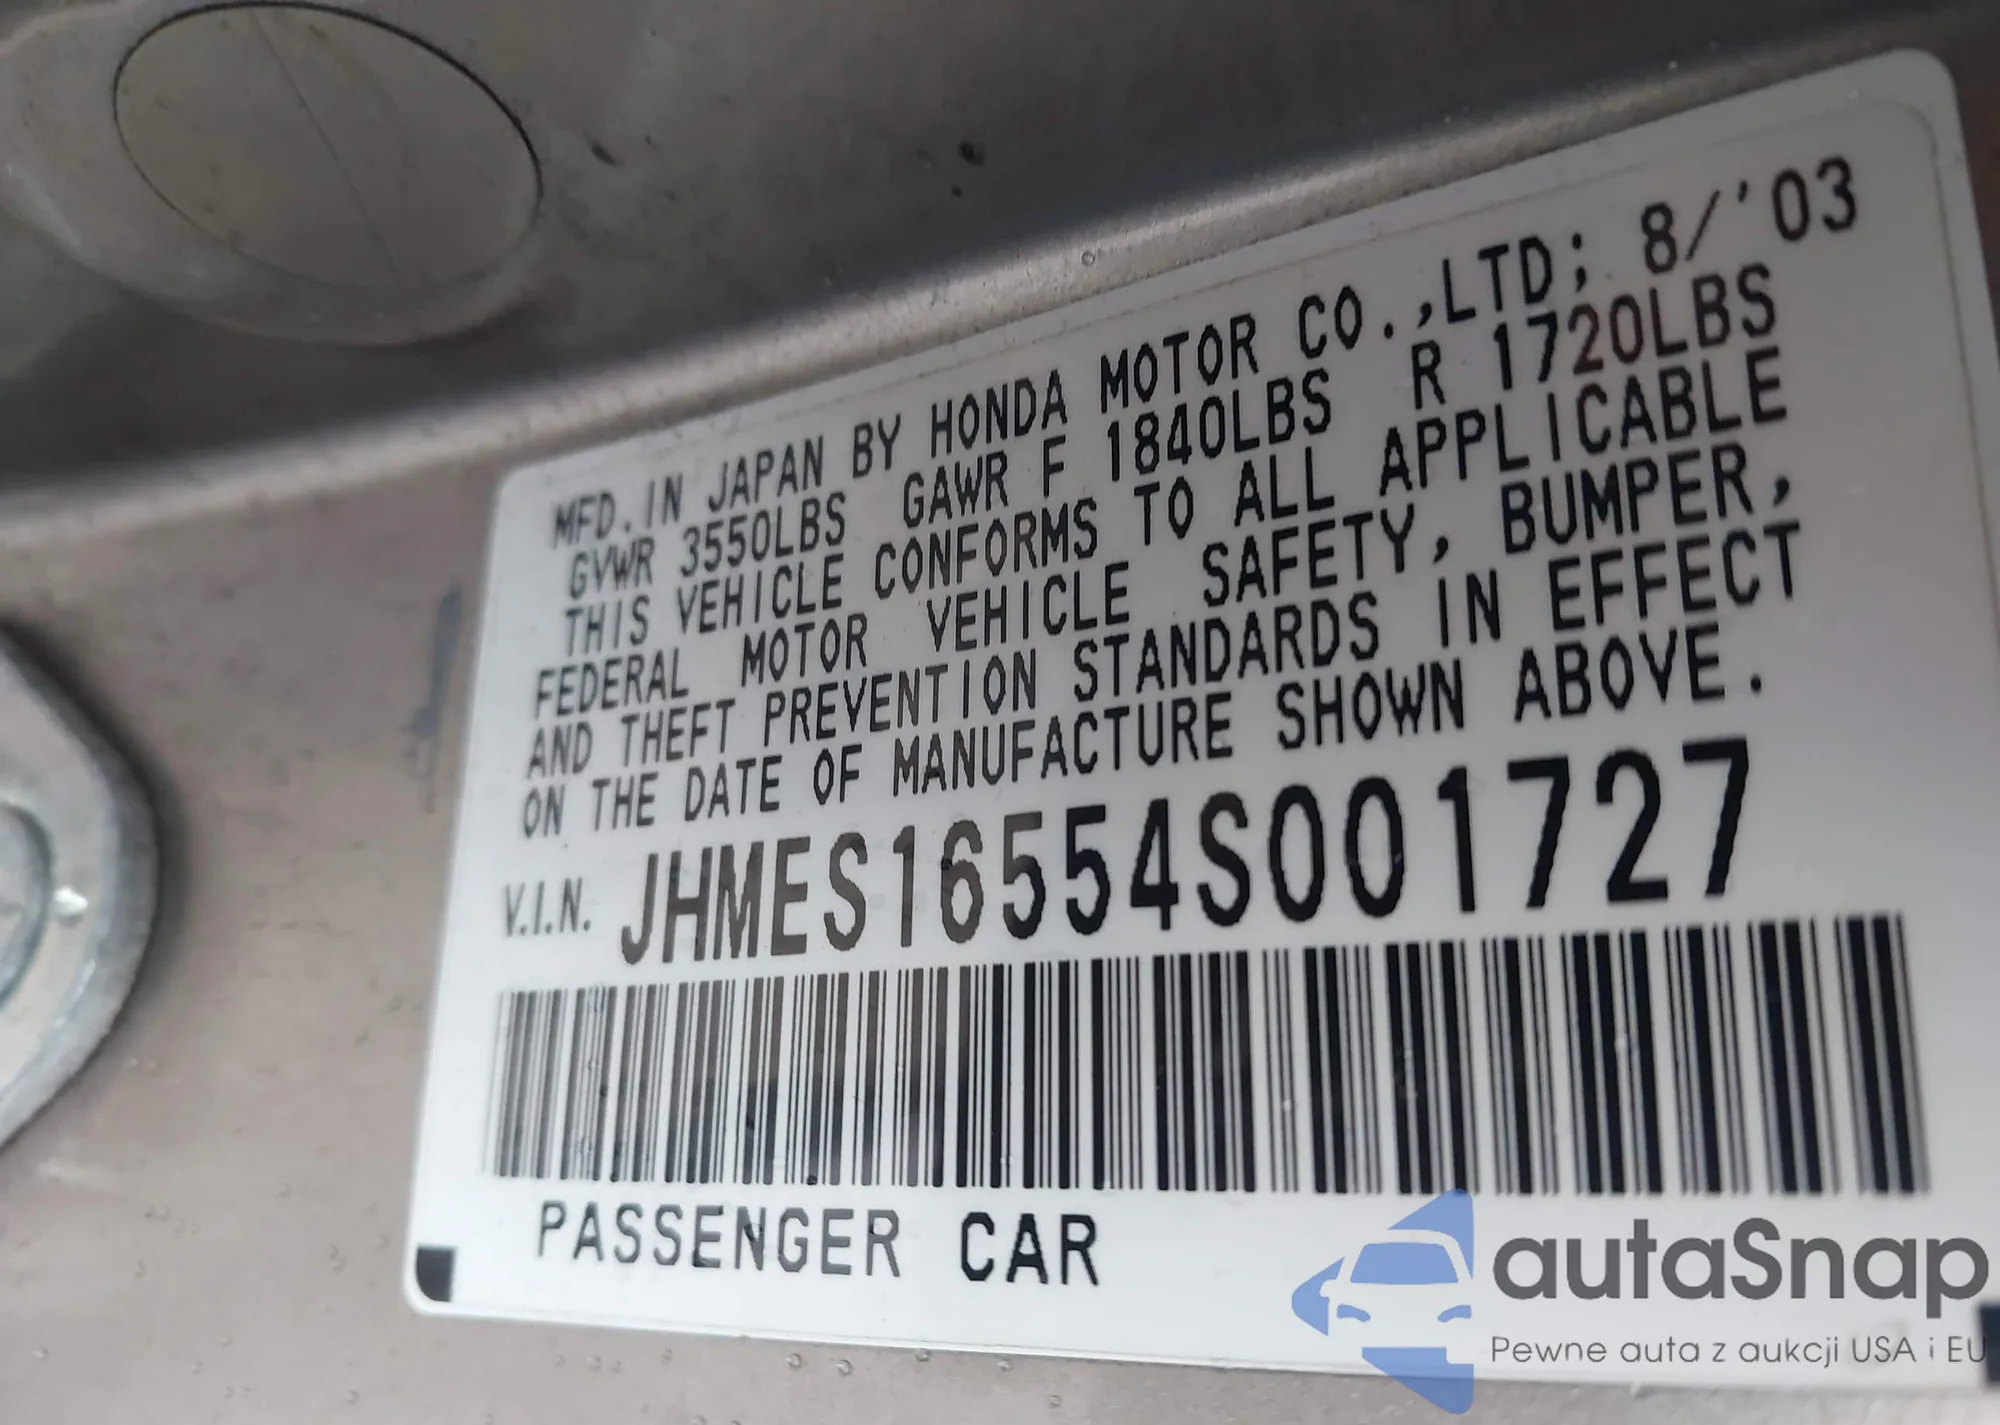 MFD. IN JAPAN BY HONDA MOTOR CO.,LTD; 8/'03
GVWR 3550LBS GAWR F 1840LBS R 1720LBS
THIS VEHICLE CONFORMS TO ALL APPLICABLE
FEDERAL MOTOR VEHICLE SAFETY, BUMPER,
AND THEFT PREVENTION STANDARDS IN EFFECT
ON THE DATE OF MANUFACTURE SHOWN ABOVE.
V.I.N. JHMES16554S001727
PASSENGER CAR
autaSnap
Pewne auta z aukcji USA i EU